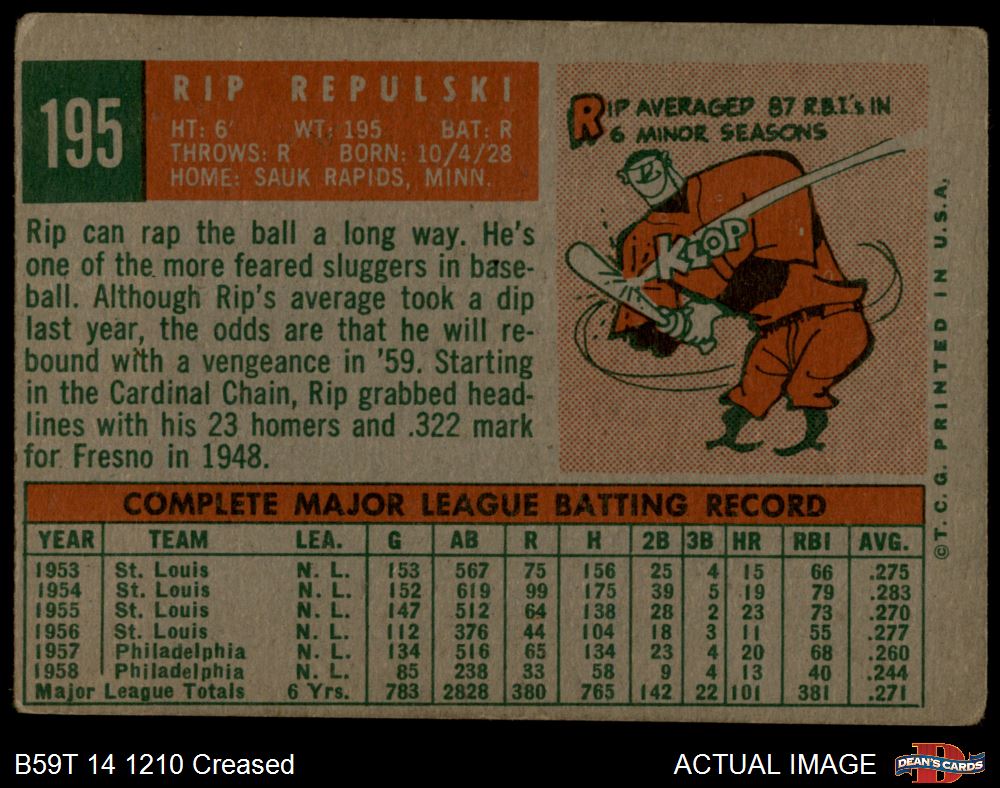 195
RIP REPULSKI
HT: 6' WT: 195 BAT: R
THROWS: R BORN: 10/4/28
HOME: SAUK RAPIDS, MINN.
RIP AVERAGED 87 R.B.I.'s IN
6 MINOR SEASONS
KLOP
Rip can rap the ball a long way. He's
one of the more feared sluggers in base-
ball. Although Rip's average took a dip
last year, the odds are that he will re-
bound with a vengeance in '59. Starting
in the Cardinal Chain, Rip grabbed head-
lines with his 23 homers and .322 mark
for Fresno in 1948.
©T. C. G. PRINTED IN U.S.A.
COMPLETE MAJOR LEAGUE BATTING RECORD
YEAR TEAM LEA. G AB R H 2B 3B HR RBI AVG.
1953 St. Louis N. L. 153 567 75 156 25 4 15 66 .275
1954 St. Louis N. L. 152 619 99 175 39 5 19 79 .283
1955 St. Louis N. L. 147 512 64 138 28 2 23 73 .270
1956 St. Louis N. L. 112 376 44 104 18 3 11 55 .277
1957 Philadelphia N. L. 134 516 65 134 23 4 20 68 .260
1958 Philadelphia N. L. 85 238 33 58 9 4 13 40 .244
Major League Totals 6 Yrs. 783 2828 380 765 142 22 101 381 .271
B59T 14 1210 Creased
ACTUAL IMAGE
D
DEAN'S CARDS